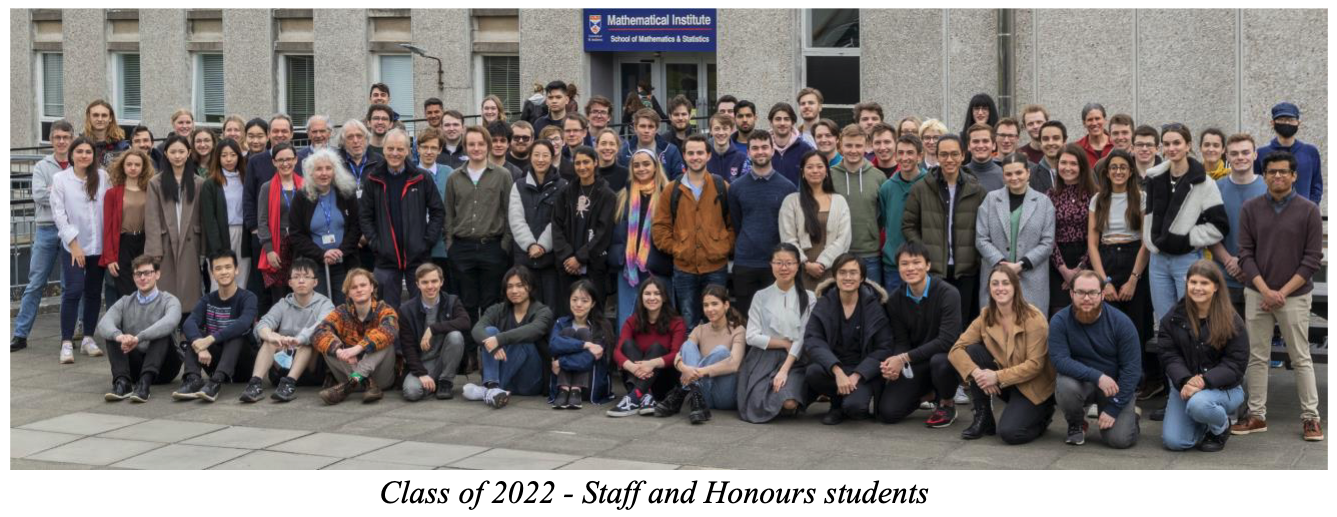 Mathematical Institute
School of Mathematics & Statistics
Class of 2022 - Staff and Honours students